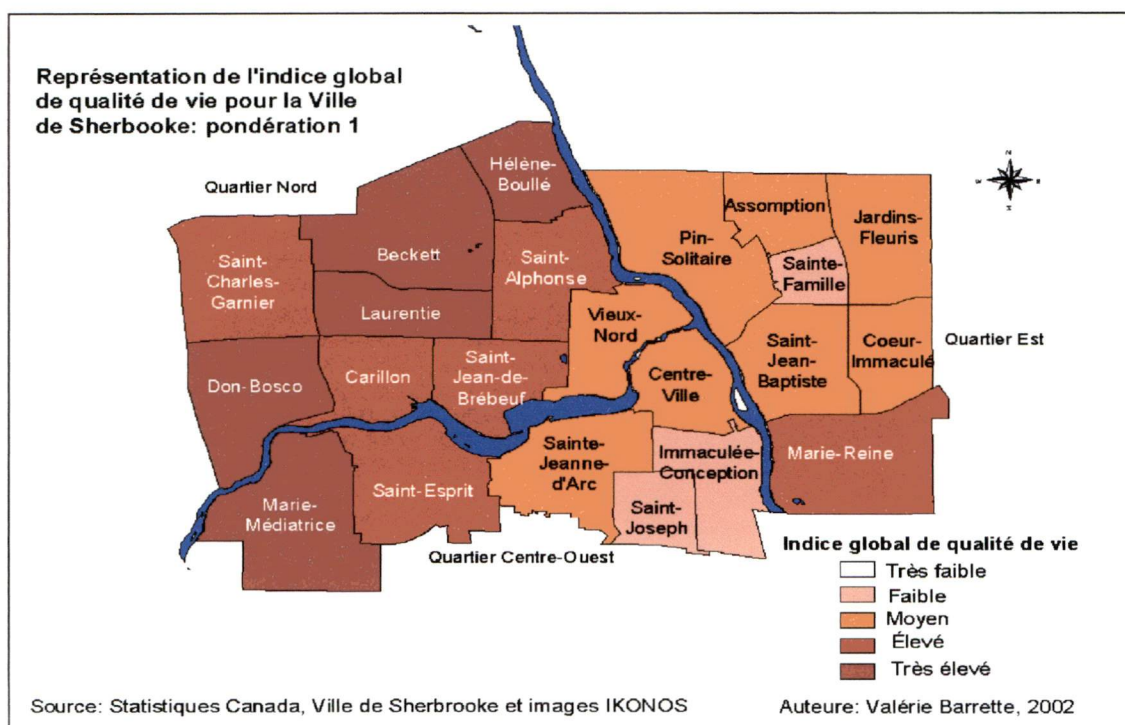 Représentation de l'indice global
de qualité de vie pour la Ville
de Sherbooke: pondération 1
Quartier Nord
Hélène-
Boullé
Beckett
Saint-
Charles-
Garnier
Saint-
Alphonse
Laurentie
Don-Bosco
Carillon
Saint-
Jean-de-
Brébeuf
Marie-
Médiatrice
Saint-Esprit
Pin-
Solitaire
Assomption
Jardins-
Fleuris
Sainte-
Famille
Vieux-
Nord
Centre-
Ville
Saint-
Jean-
Baptiste
Coeur-
Immaculé
Quartier Est
Sainte-
Jeanne-
d'Arc
Immaculée-
Conception
Saint-
Joseph
Marie-Reine
Quartier Centre-Ouest
N
W
E
S
Indice global de qualité de vie
Très faible
Faible
Moyen
Élevé
Très élevé
Source: Statistiques Canada, Ville de Sherbrooke et images IKONOS
Auteure: Valérie Barrette, 2002